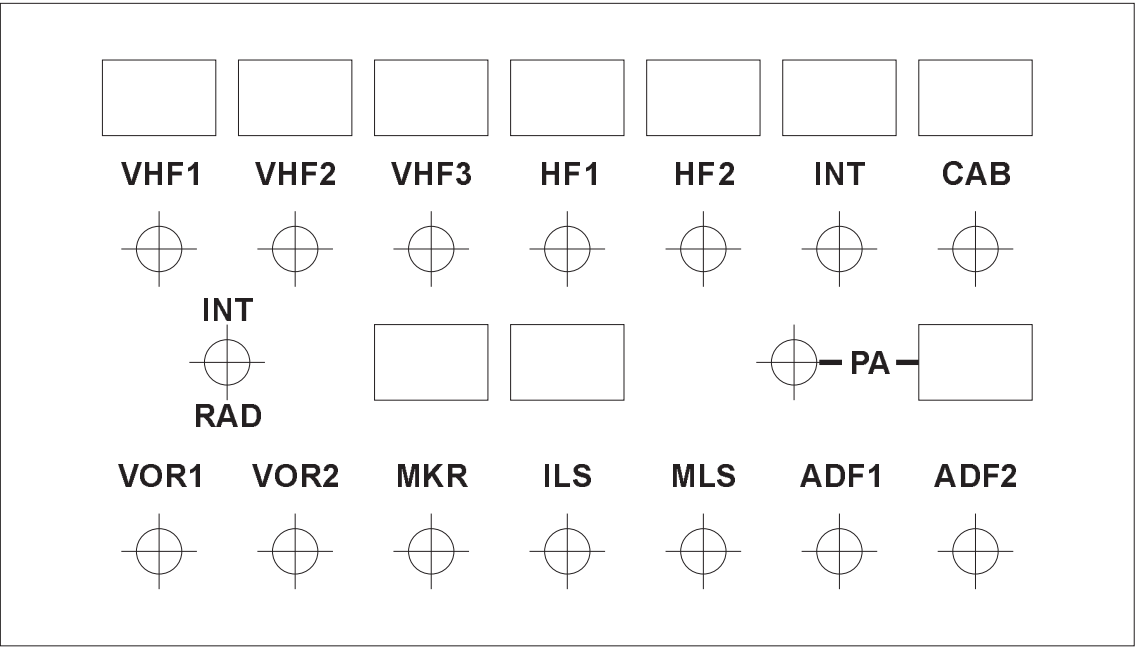 VHF1 VHF2 VHF3 HF1 HF2 INT CAB
INT
PA
RAD
VOR1 VOR2 MKR ILS MLS ADF1 ADF2